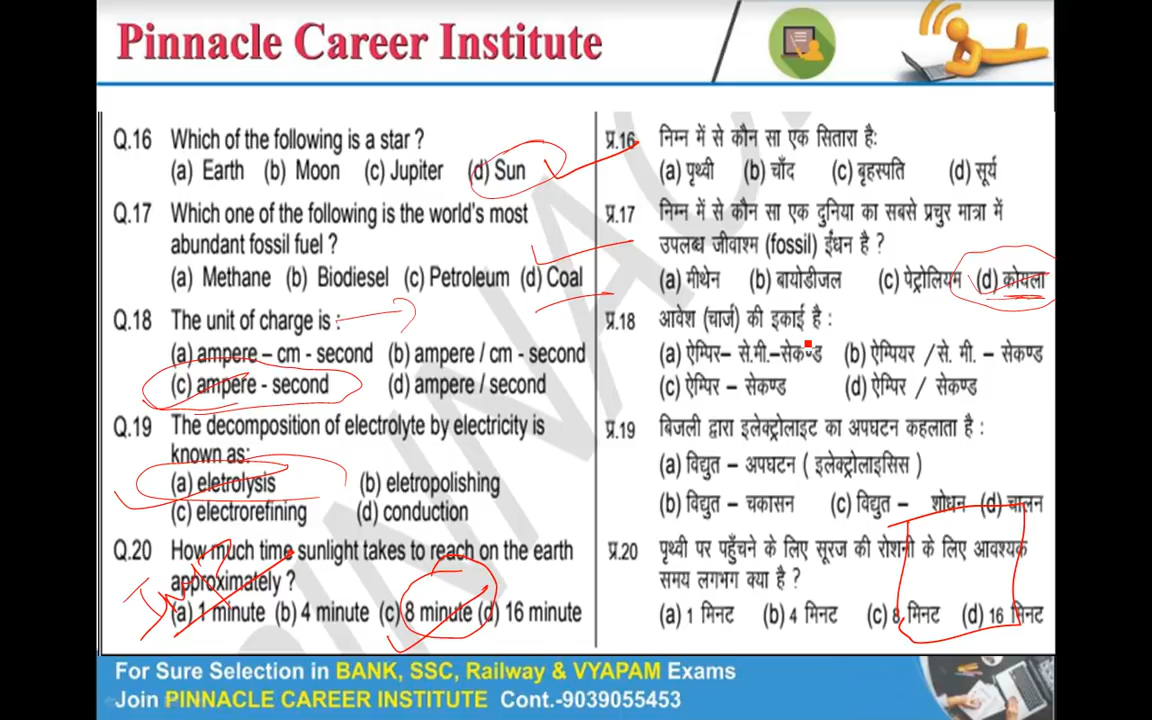 Pinnacle Career Institute
Q.16 Which of the following is a star ?
(a) Earth (b) Moon (c) Jupiter (d) Sun
Q.17 Which one of the following is the world's most
abundant fossil fuel ?
(a) Methane (b) Biodiesel (c) Petroleum (d) Coal
Q.18 The unit of charge is :
(a) ampere – cm - second (b) ampere / cm - second
(c) ampere - second (d) ampere / second
Q.19 The decomposition of electrolyte by electricity is
known as:
(a) eletrolysis (b) eletropolishing
(c) electrorefining (d) conduction
Q.20 How much time sunlight takes to reach on the earth
approximately ?
(a) 1 minute (b) 4 minute (c) 8 minute (d) 16 minute
Imp
प्र.16 निम्न में से कौन सा एक सितारा है:
(a) पृथ्वी (b) चाँद (c) बृहस्पति (d) सूर्य
प्र.17 निम्न में से कौन सा एक दुनिया का सबसे प्रचुर मात्रा में
उपलब्ध जीवाश्म (fossil) ईंधन है ?
(a) मीथेन (b) बायोडीजल (c) पेट्रोलियम (d) कोयला
प्र.18 आवेश (चार्ज) की इकाई है :
(a) ऐम्पिर– से.मी.–सेकण्ड (b) ऐम्पियर / से. मी. – सेकण्ड
(c) ऐम्पिर – सेकण्ड (d) ऐम्पिर / सेकण्ड
प्र.19 बिजली द्वारा इलेक्ट्रोलाइट का अपघटन कहलाता है :
(a) विद्युत – अपघटन ( इलेक्ट्रोलाइसिस )
(b) विद्युत – चकासन (c) विद्युत – शोधन (d) चालन
प्र.20 पृथ्वी पर पहुँचने के लिए सूरज की रोशनी के लिए आवश्यक
समय लगभग क्या है ?
(a) 1 मिनट (b) 4 मिनट (c) 8 मिनट (d) 16 मिनट
For Sure Selection in BANK, SSC, Railway & VYAPAM Exams
Join PINNACLE CAREER INSTITUTE Cont.-9039055453